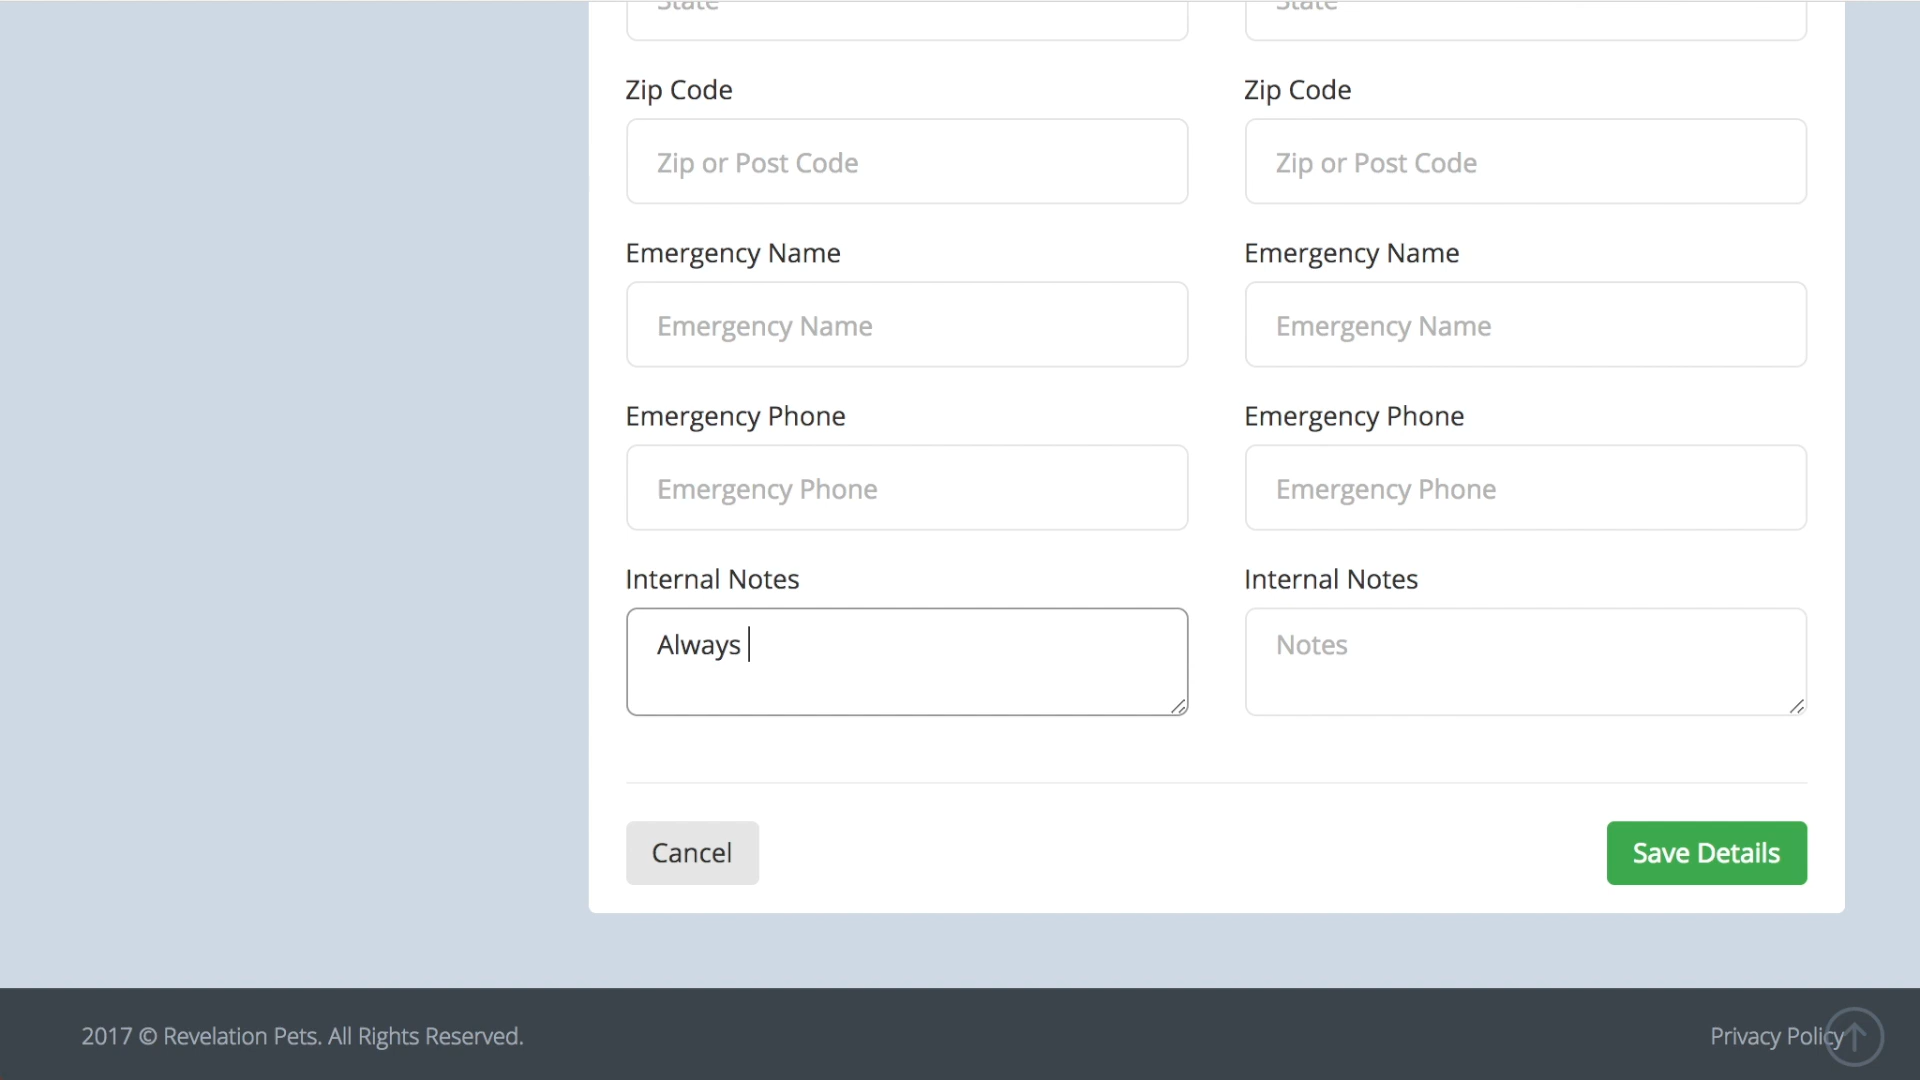 State State
Zip Code Zip Code
Zip or Post Code Zip or Post Code
Emergency Name Emergency Name
Emergency Name Emergency Name
Emergency Phone Emergency Phone
Emergency Phone Emergency Phone
Internal Notes Internal Notes
Always Notes
Cancel Save Details
2017 © Revelation Pets. All Rights Reserved. Privacy Policy